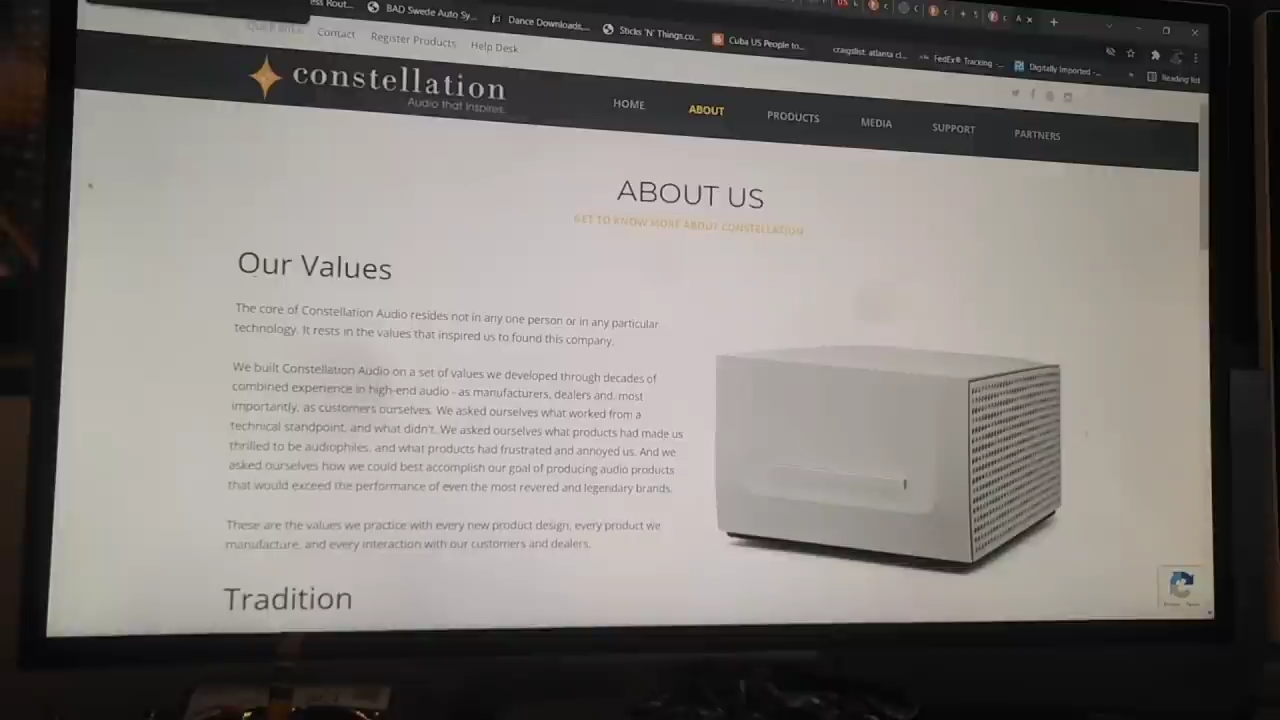 BAD Swede Auto Sy...
Dance Downloads...
Sticks 'N' Things.co...
Cuba US People to...
craigslist: atlanta cl...
FedEx® Tracking
Digitally Imported -...
Reading list
Contact
Register Products
Help Desk
constellation
Audio that Inspires.
HOME
ABOUT
PRODUCTS
MEDIA
SUPPORT
PARTNERS
ABOUT US
GET TO KNOW MORE ABOUT CONSTELLATION
Our Values
The core of Constellation Audio resides not in any one person or in any particular
technology. It rests in the values that inspired us to found this company.
We built Constellation Audio on a set of values we developed through decades of
combined experience in high-end audio - as manufacturers, dealers and, most
importantly, as customers ourselves. We asked ourselves what worked from a
technical standpoint, and what didn't. We asked ourselves what products had made us
thrilled to be audiophiles, and what products had frustrated and annoyed us. And we
asked ourselves how we could best accomplish our goal of producing audio products
that would exceed the performance of even the most revered and legendary brands.
These are the values we practice with every new product design, every product we
manufacture, and every interaction with our customers and dealers.
Tradition